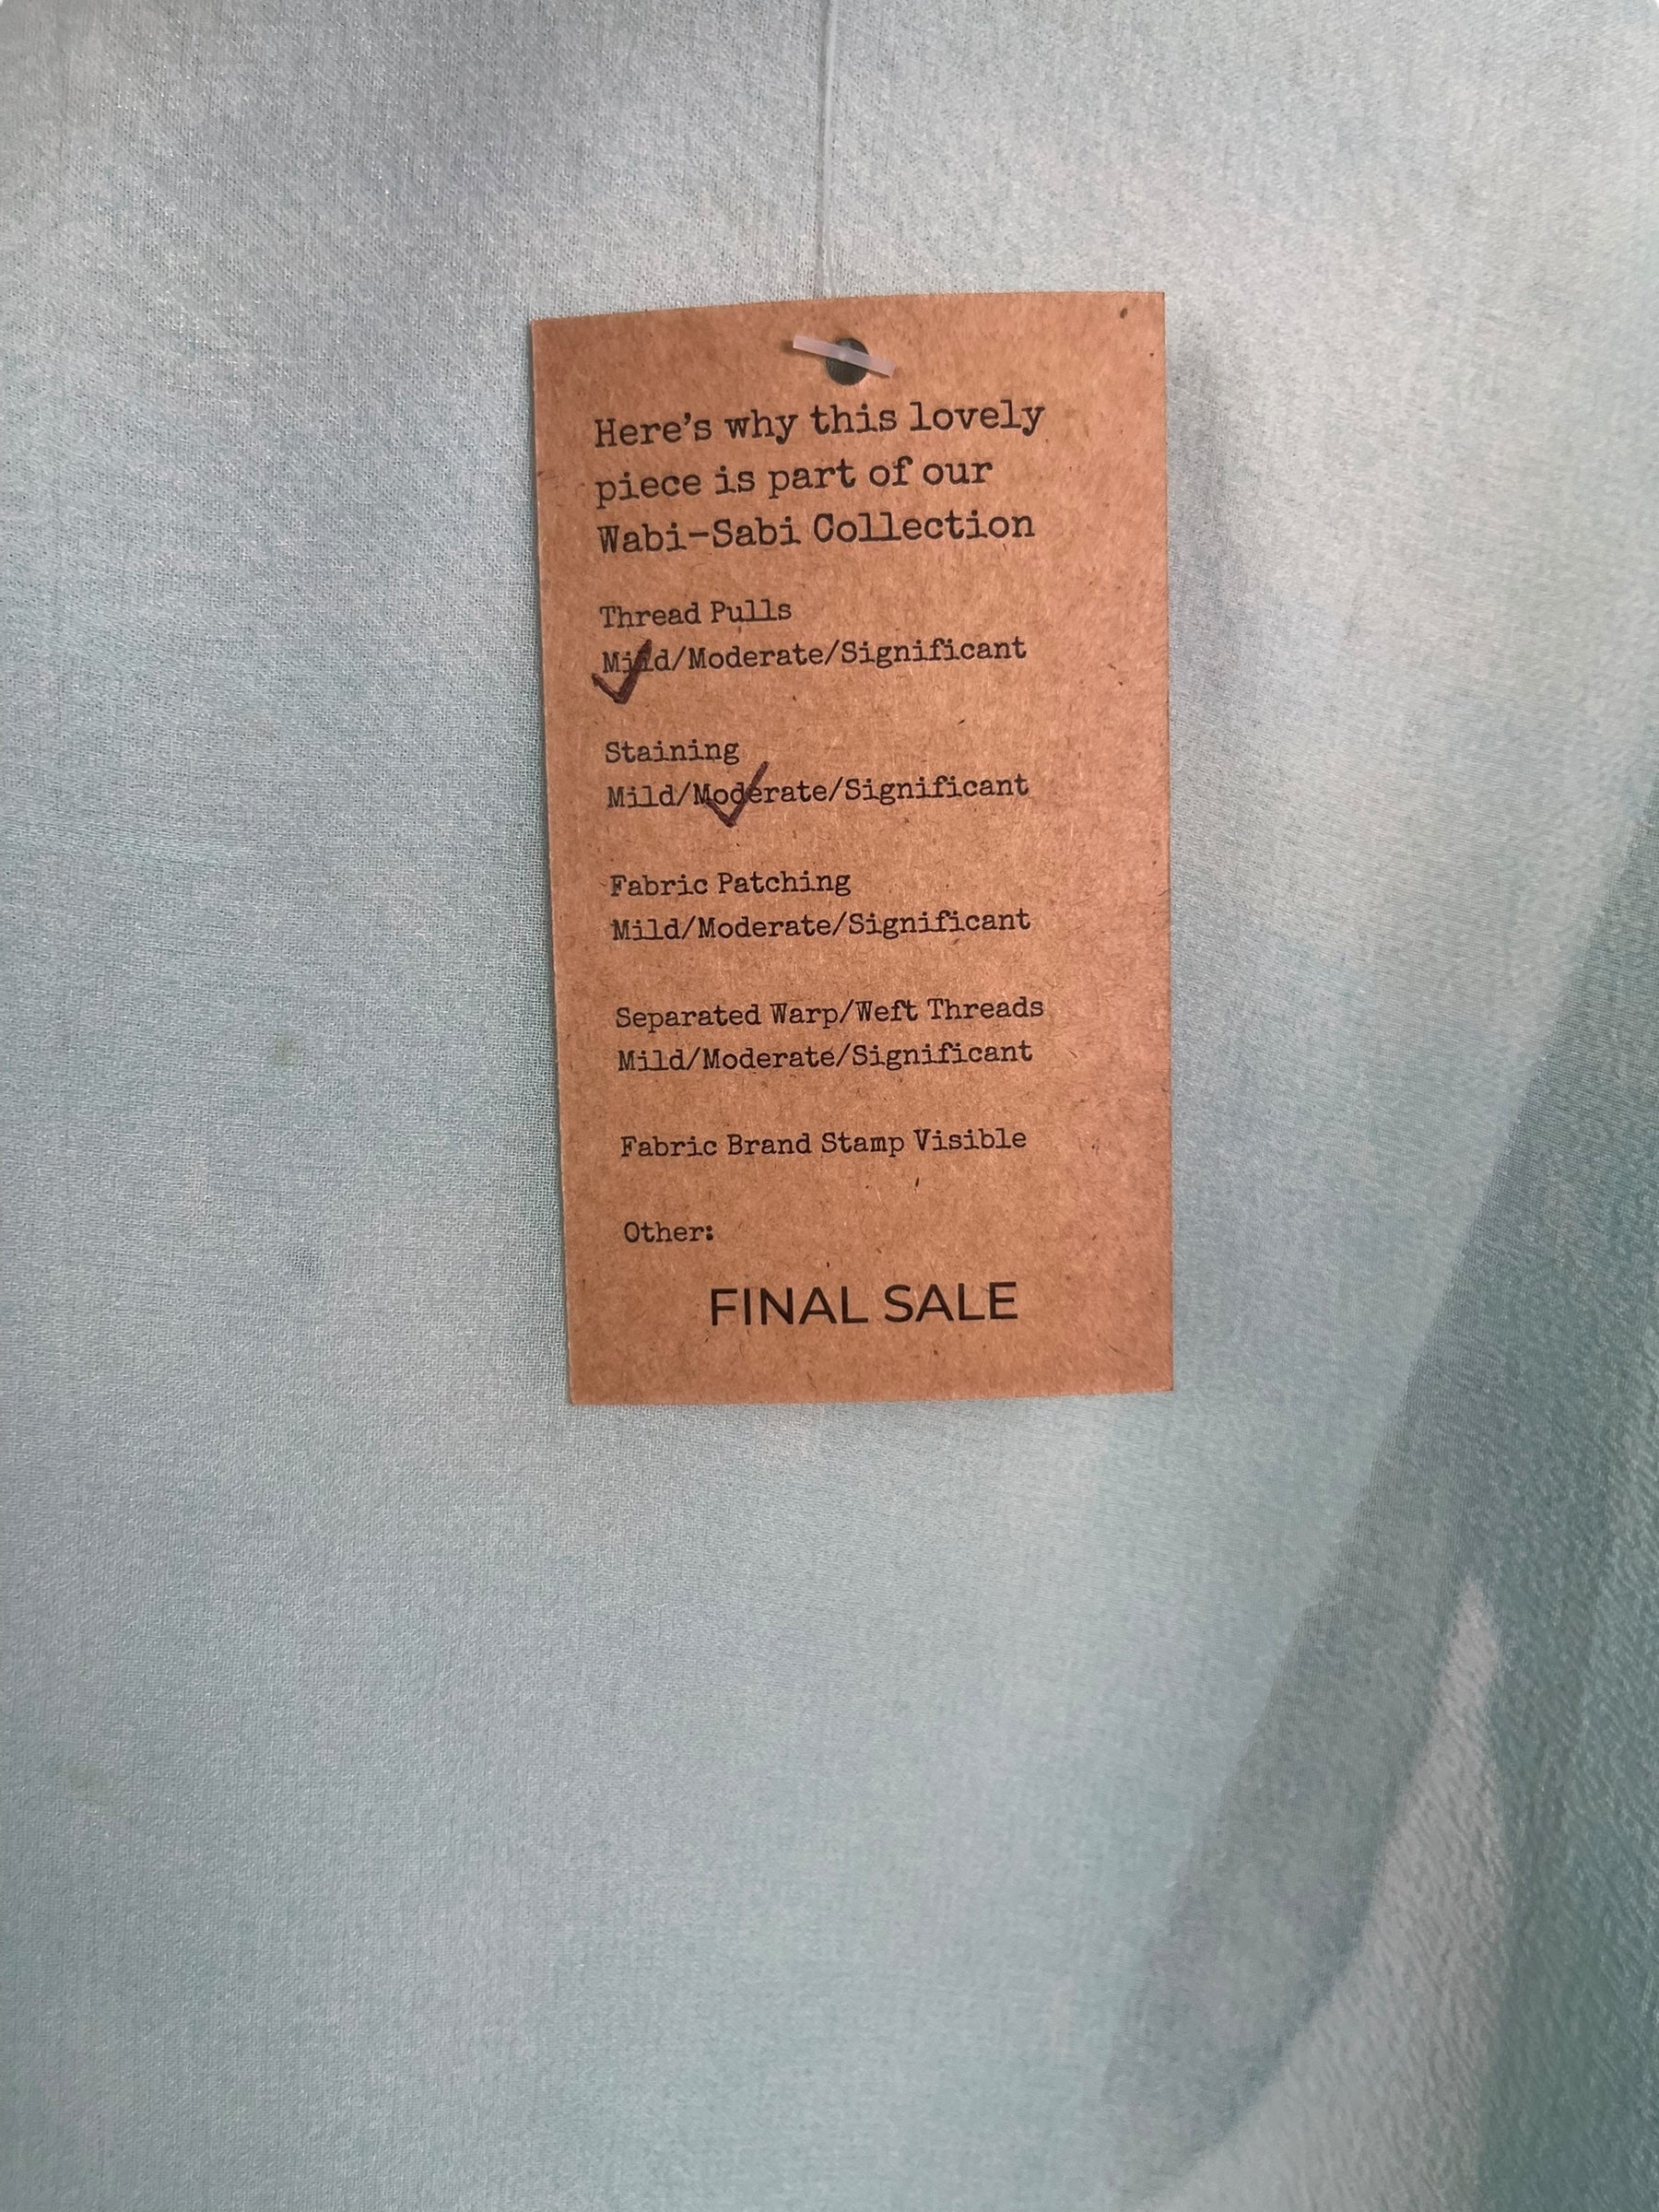 Here's why this lovely
piece is part of our
Wabi-Sabi Collection
Thread Pulls
Mild/Moderate/Significant
Staining
Mild/Moderate/Significant
Fabric Patching
Mild/Moderate/Significant
Separated Warp/Weft Threads
Mild/Moderate/Significant
Fabric Brand Stamp Visible
Other:
FINAL SALE